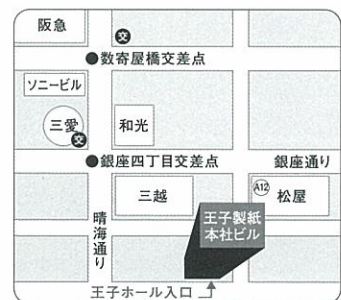 阪急
交
●数寄屋橋交差点
ソニービル
三愛
交
和光
●銀座四丁目交差点
銀座通り
三越
A12
松屋
晴海通り
王子製紙
本社ビル
王子ホール入口